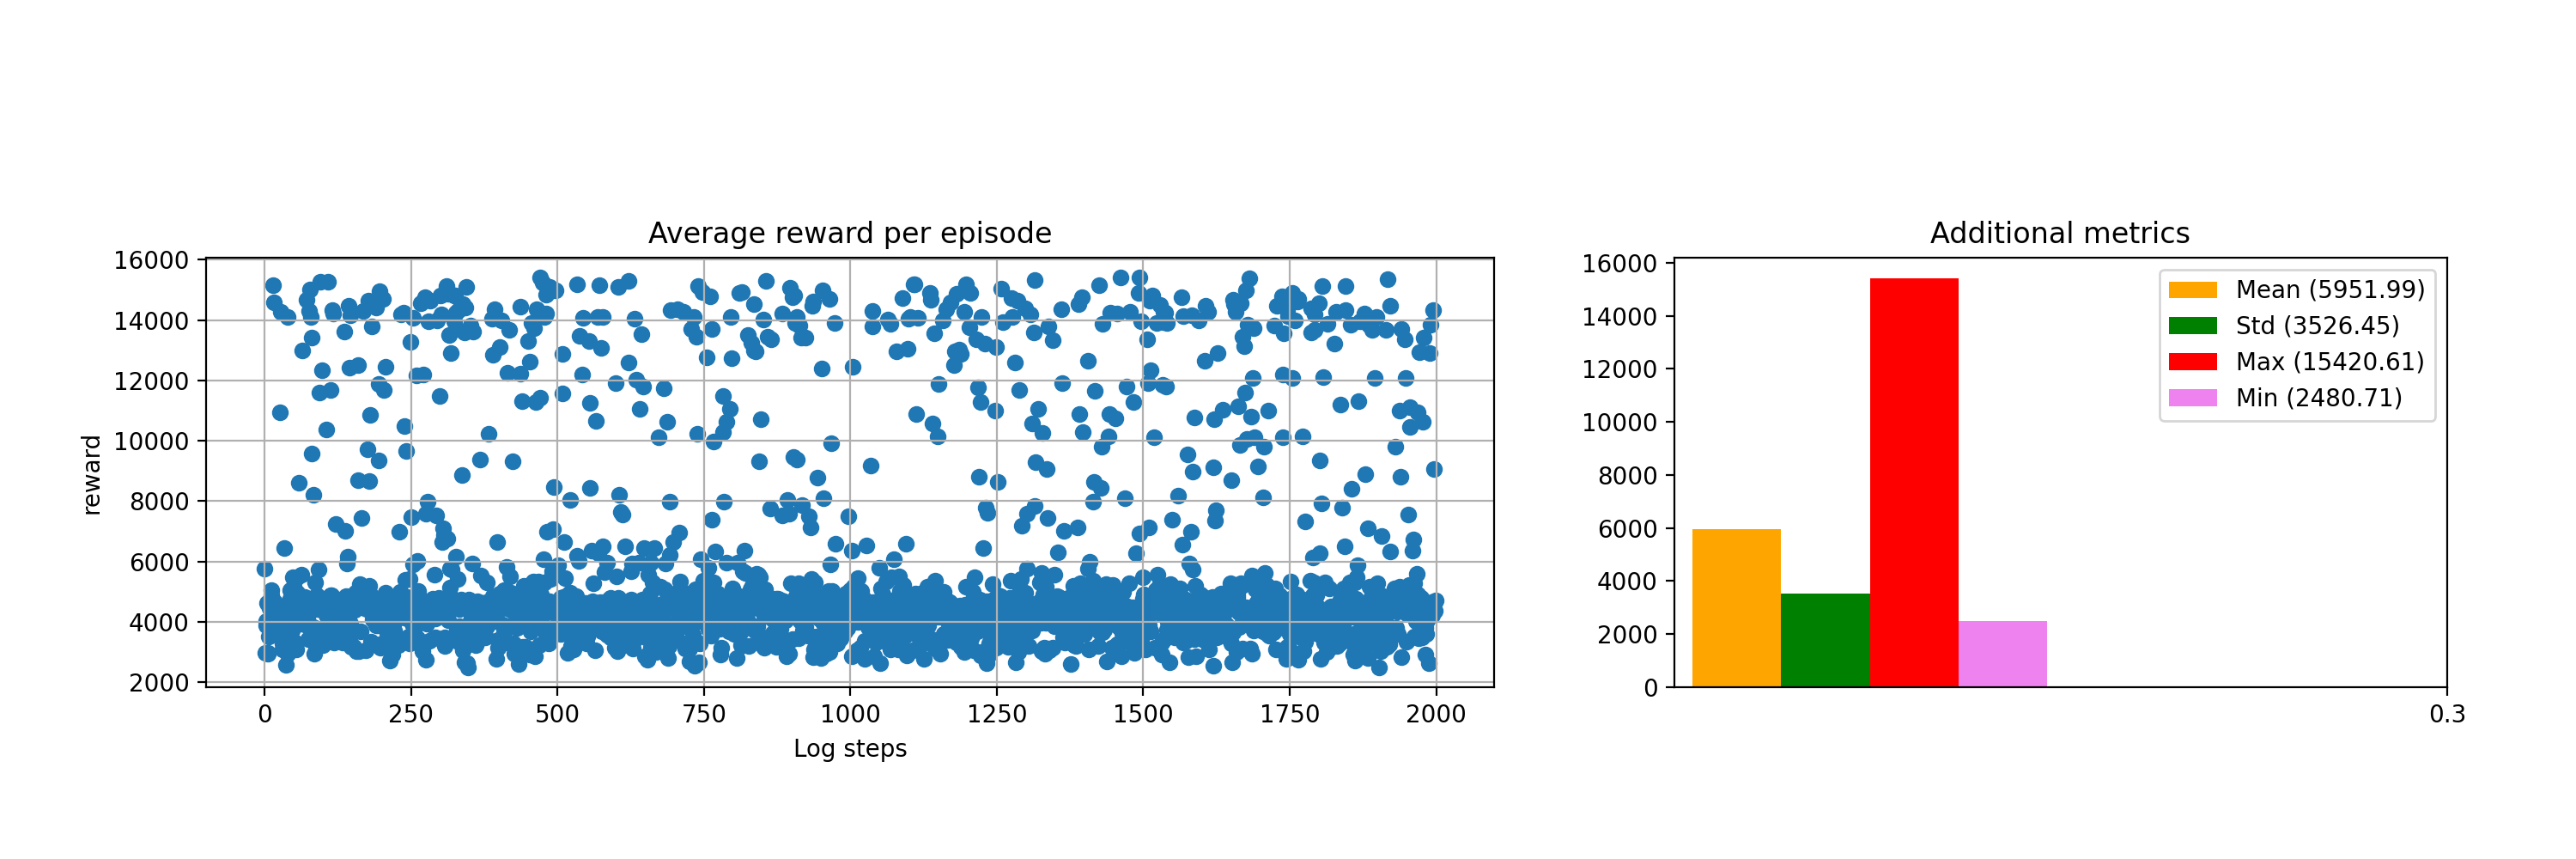 Average reward per episode
16000
14000
12000
10000
8000
6000
4000
2000
reward
0 250 500 750 1000 1250 1500 1750 2000
Log steps
Additional metrics
16000
14000
12000
10000
8000
6000
4000
2000
0
Mean (5951.99)
Std (3526.45)
Max (15420.61)
Min (2480.71)
0.3